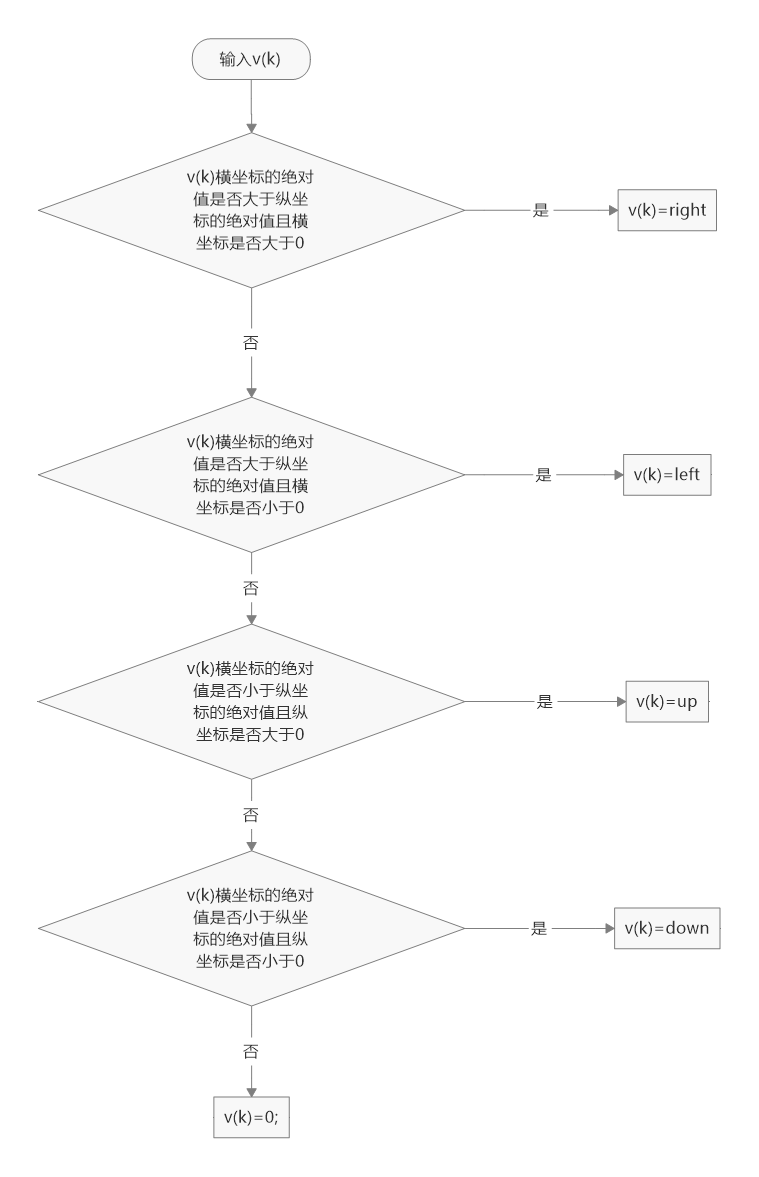 输入v(k)
v(k)横坐标的绝对
值是否大于纵坐
标的绝对值且横
坐标是否大于0
是
v(k)=right
否
v(k)横坐标的绝对
值是否大于纵坐
标的绝对值且横
坐标是否小于0
是
v(k)=left
否
v(k)横坐标的绝对
值是否小于纵坐
标的绝对值且纵
坐标是否大于0
是
v(k)=up
否
v(k)横坐标的绝对
值是否小于纵坐
标的绝对值且纵
坐标是否小于0
是
v(k)=down
否
v(k)=0;